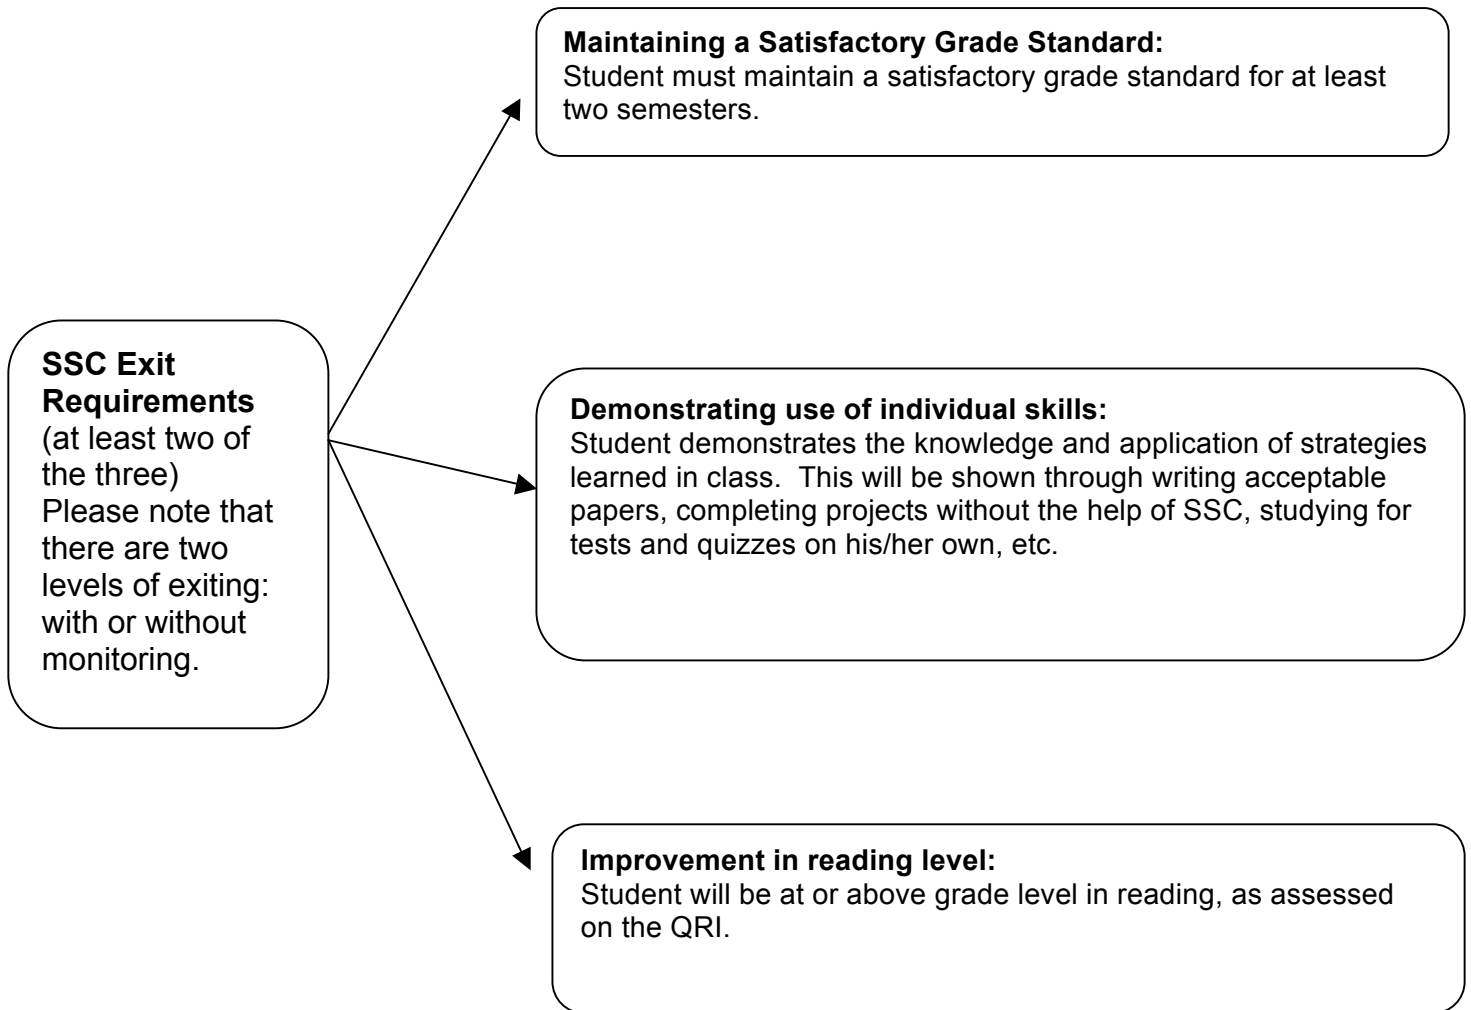 Maintaining a Satisfactory Grade Standard:
Student must maintain a satisfactory grade standard for at least
two semesters.
SSC Exit
Requirements
(at least two of
the three)
Please note that
there are two
levels of exiting:
with or without
monitoring.
Demonstrating use of individual skills:
Student demonstrates the knowledge and application of strategies
learned in class.  This will be shown through writing acceptable
papers, completing projects without the help of SSC, studying for
tests and quizzes on his/her own, etc.
Improvement in reading level:
Student will be at or above grade level in reading, as assessed
on the QRI.